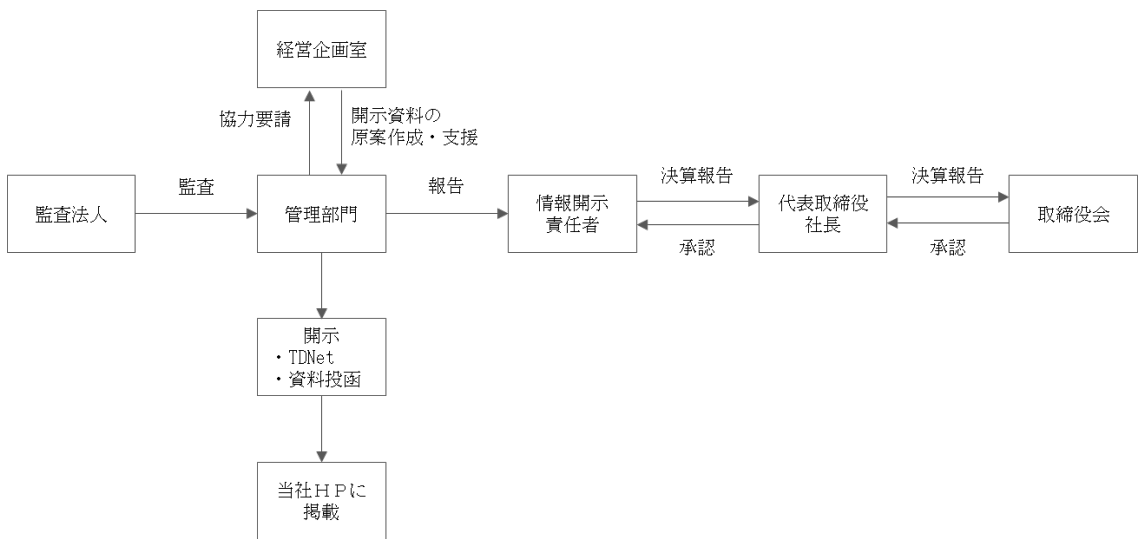 経営企画室
協力要請
開示資料の
原案作成・支援
監査法人
監査
管理部門
報告
情報開示
責任者
決算報告
承認
代表取締役
社長
決算報告
承認
取締役会
開示
・TDNet
・資料投函
当社ＨＰに
掲載